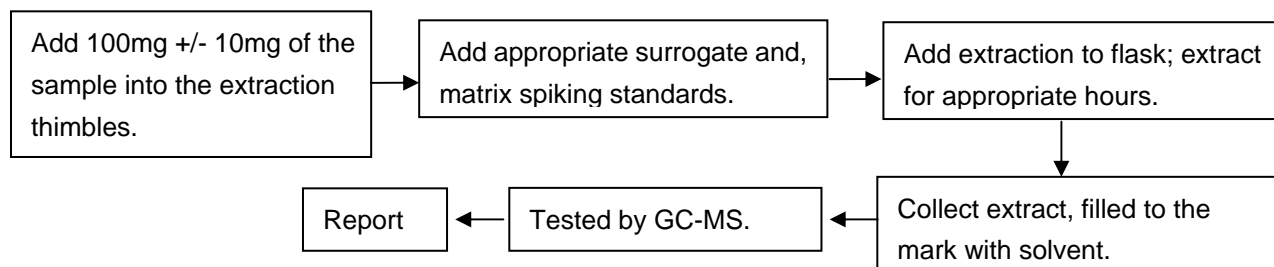 Add 100mg +/- 10mg of the
sample into the extraction
thimbles.
Add appropriate surrogate and,
matrix spiking standards.
Add extraction to flask; extract
for appropriate hours.
Collect extract, filled to the
mark with solvent.
Tested by GC-MS.
Report